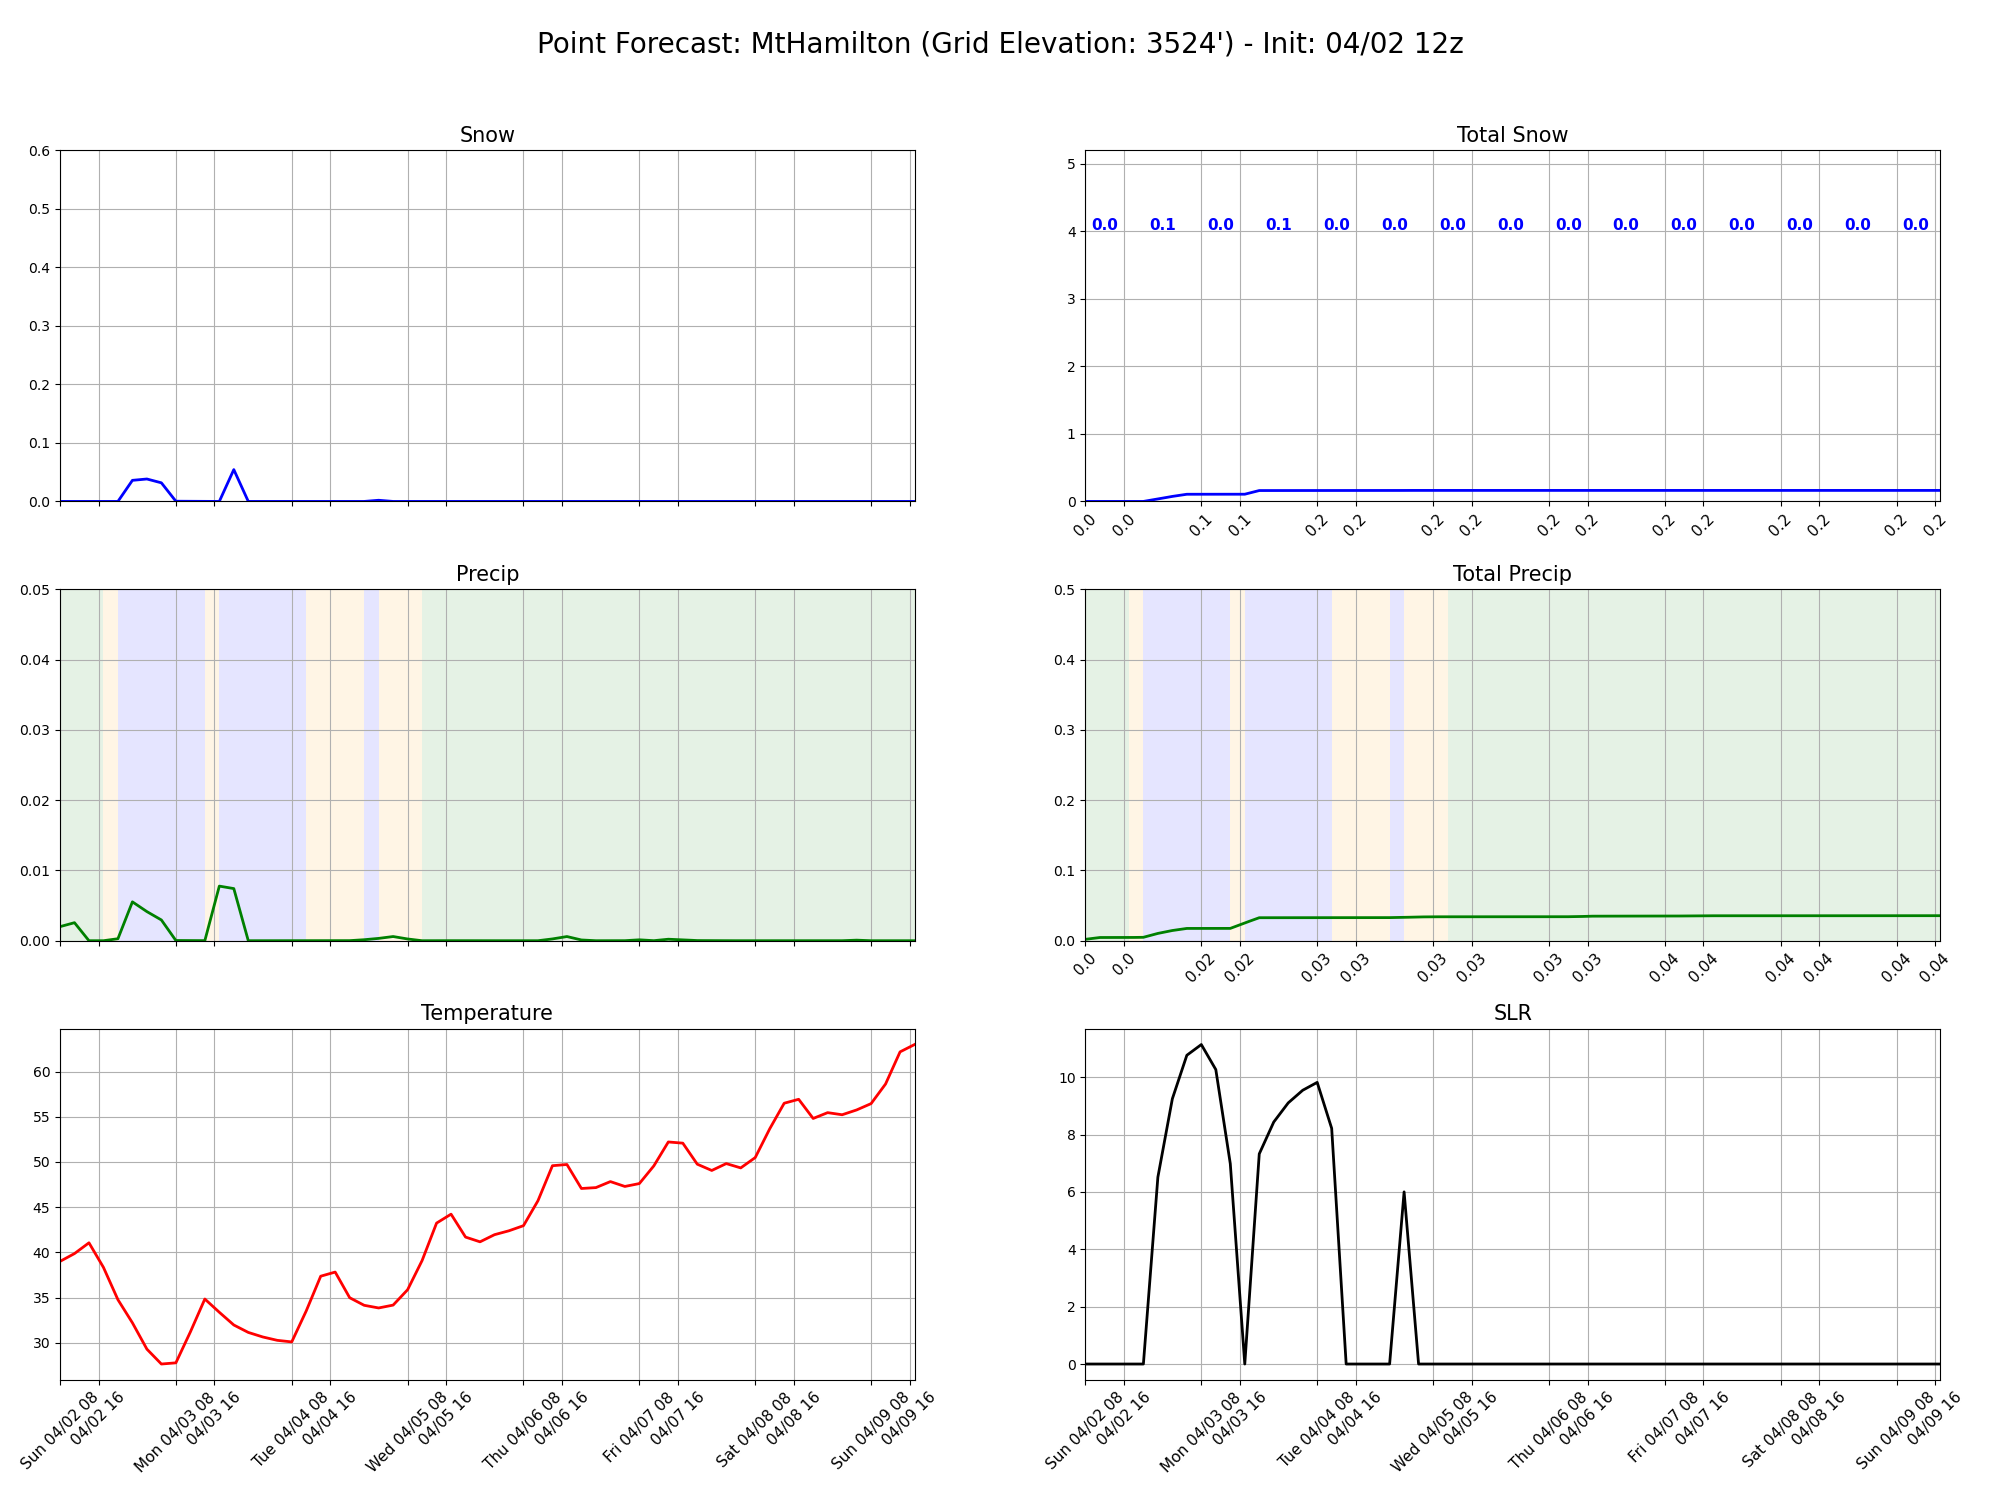 Point Forecast: MtHamilton (Grid Elevation: 3524') - Init: 04/02 12z
Snow
0.6
0.5
0.4
0.3
0.2
0.1
0.0
Total Snow
5
4
3
2
1
0
0.0 0.1 0.0 0.1 0.0 0.0 0.0 0.0 0.0 0.0 0.0 0.0 0.0 0.0 0.0
0.0 0.0 0.1 0.1 0.2 0.2 0.2 0.2 0.2 0.2 0.2 0.2 0.2 0.2 0.2 0.2
Precip
0.05
0.04
0.03
0.02
0.01
0.00
Total Precip
0.5
0.4
0.3
0.2
0.1
0.0
0.0 0.0 0.02 0.02 0.03 0.03 0.03 0.03 0.03 0.03 0.04 0.04 0.04 0.04 0.04 0.04
Temperature
60
55
50
45
40
35
30
Sun 04/02 08
04/02 16
Mon 04/03 08
04/03 16
Tue 04/04 08
04/04 16
Wed 04/05 08
04/05 16
Thu 04/06 08
04/06 16
Fri 04/07 08
04/07 16
Sat 04/08 08
04/08 16
Sun 04/09 08
04/09 16
SLR
10
8
6
4
2
0
Sun 04/02 08
04/02 16
Mon 04/03 08
04/03 16
Tue 04/04 08
04/04 16
Wed 04/05 08
04/05 16
Thu 04/06 08
04/06 16
Fri 04/07 08
04/07 16
Sat 04/08 08
04/08 16
Sun 04/09 08
04/09 16